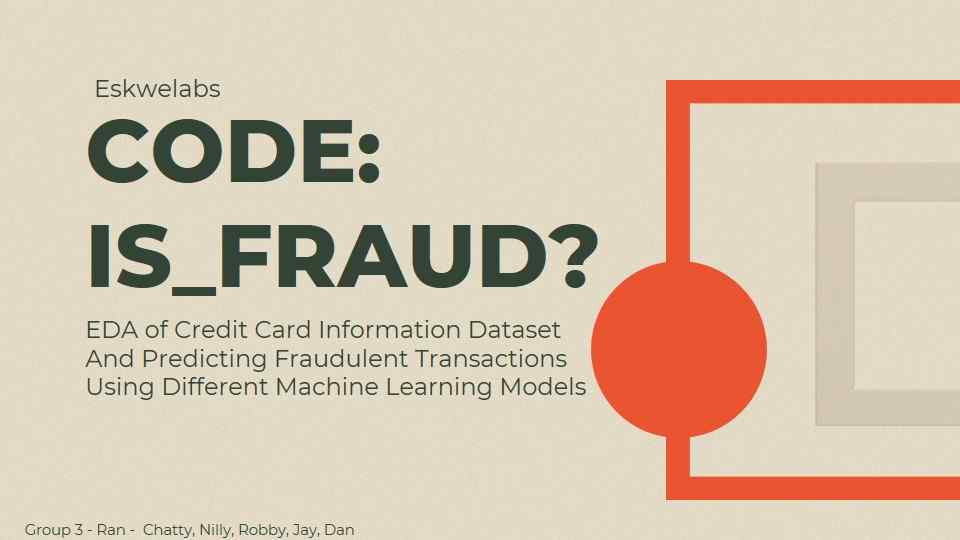 Eskwelabs
CODE:
IS_FRAUD?
EDA of Credit Card Information Dataset
And Predicting Fraudulent Transactions
Using Different Machine Learning Models
Group 3 - Ran - Chatty, Nilly, Robby, Jay, Dan